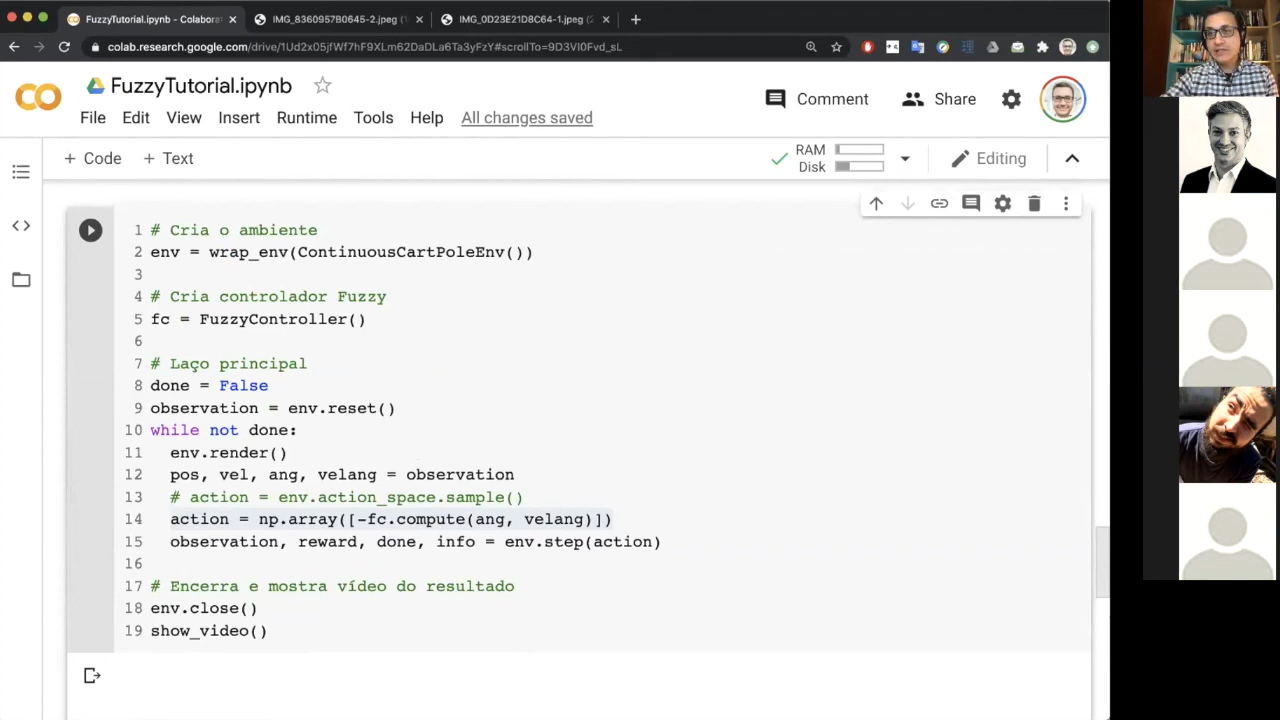 FuzzyTutorial.ipynb - Colabora
IMG_8360957B0645-2.jpeg (1
IMG_0D23E21D8C64-1.jpeg (2
colab.research.google.com/drive/1Ud2x05jfWf7hF9XLm62DaDLa6Ta3yFzY#scrollTo=9D3VI0Fvd_sL
FuzzyTutorial.ipynb
Comment
Share
File Edit View Insert Runtime Tools Help All changes saved
+ Code + Text
RAM
Disk
Editing
1 # Cria o ambiente
2 env = wrap_env(ContinuousCartPoleEnv())
3
4 # Cria controlador Fuzzy
5 fc = FuzzyController()
6
7 # Laço principal
8 done = False
9 observation = env.reset()
10 while not done:
11   env.render()
12   pos, vel, ang, velang = observation
13   # action = env.action_space.sample()
14   action = np.array([-fc.compute(ang, velang)])
15   observation, reward, done, info = env.step(action)
16
17 # Encerra e mostra vídeo do resultado
18 env.close()
19 show_video()